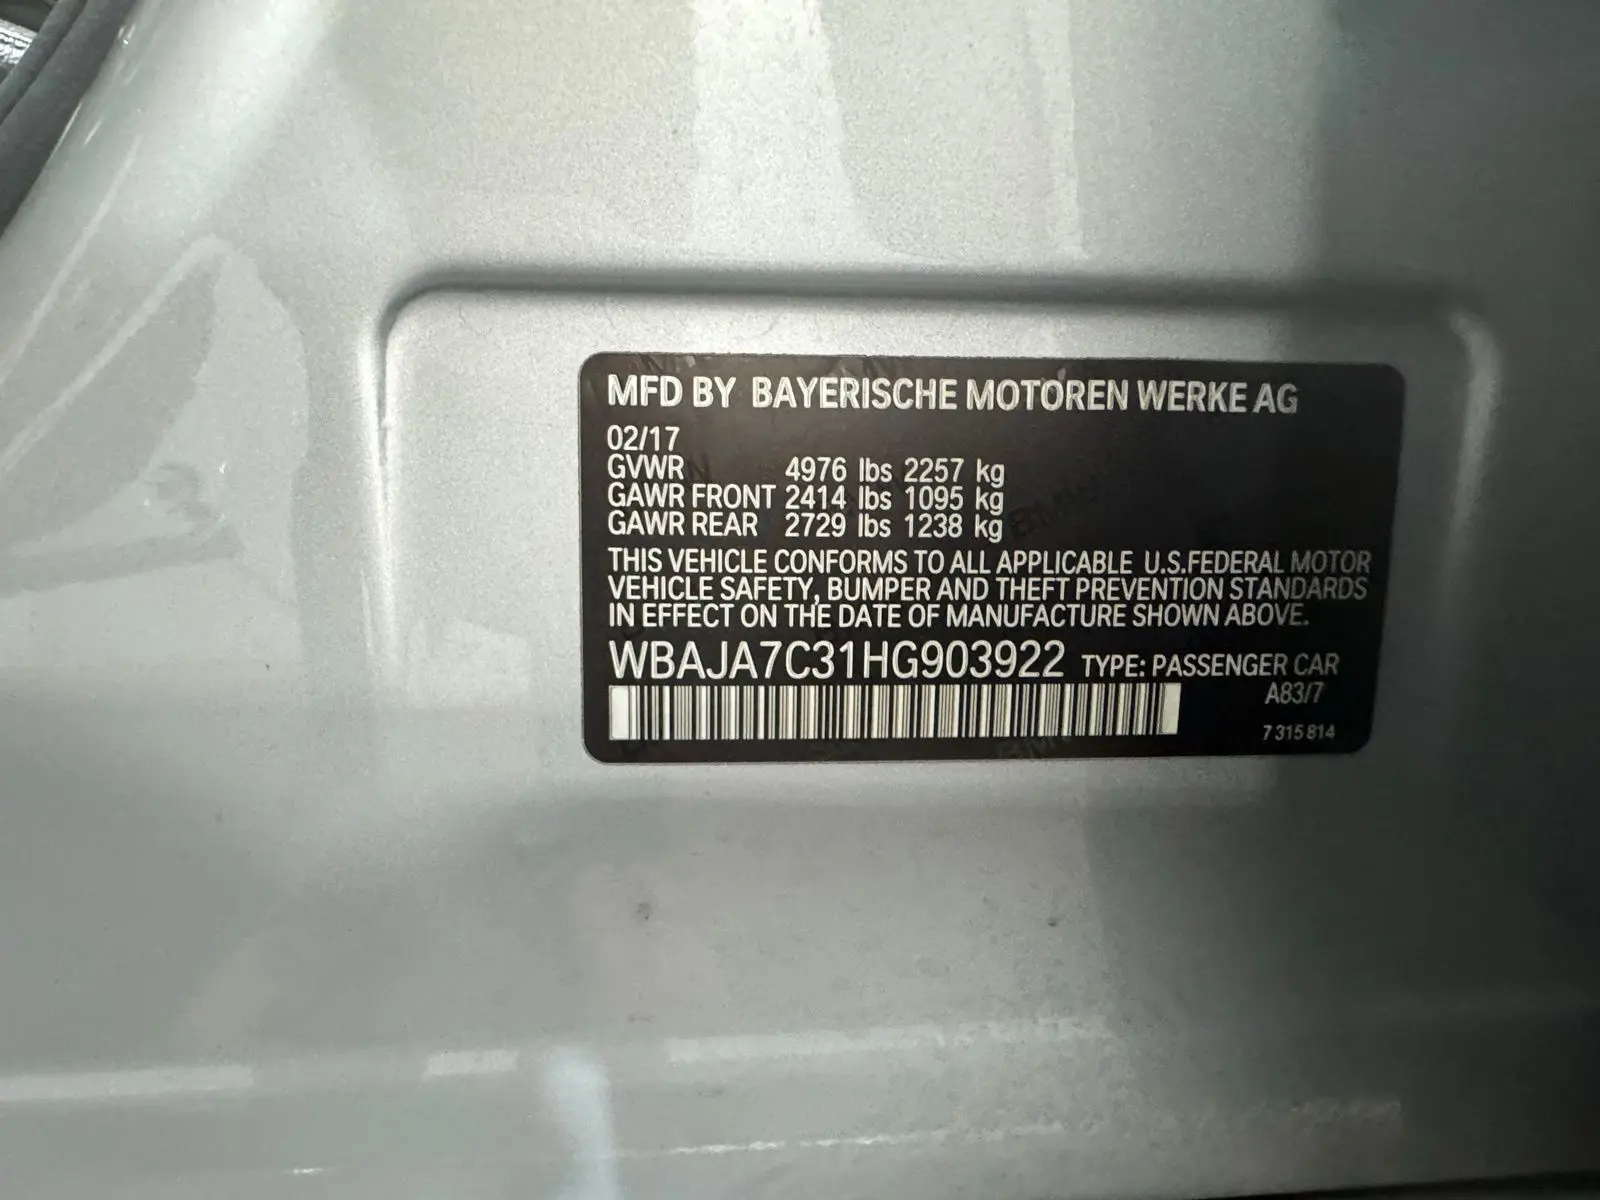 MFD BY BAYERISCHE MOTOREN WERKE AG
02/17
GVWR 4976 lbs 2257 kg
GAWR FRONT 2414 lbs 1095 kg
GAWR REAR 2729 lbs 1238 kg
THIS VEHICLE CONFORMS TO ALL APPLICABLE U.S.FEDERAL MOTOR
VEHICLE SAFETY, BUMPER AND THEFT PREVENTION STANDARDS
IN EFFECT ON THE DATE OF MANUFACTURE SHOWN ABOVE.
WBAJA7C31HG903922 TYPE: PASSENGER CAR
A83/7
7 315 814